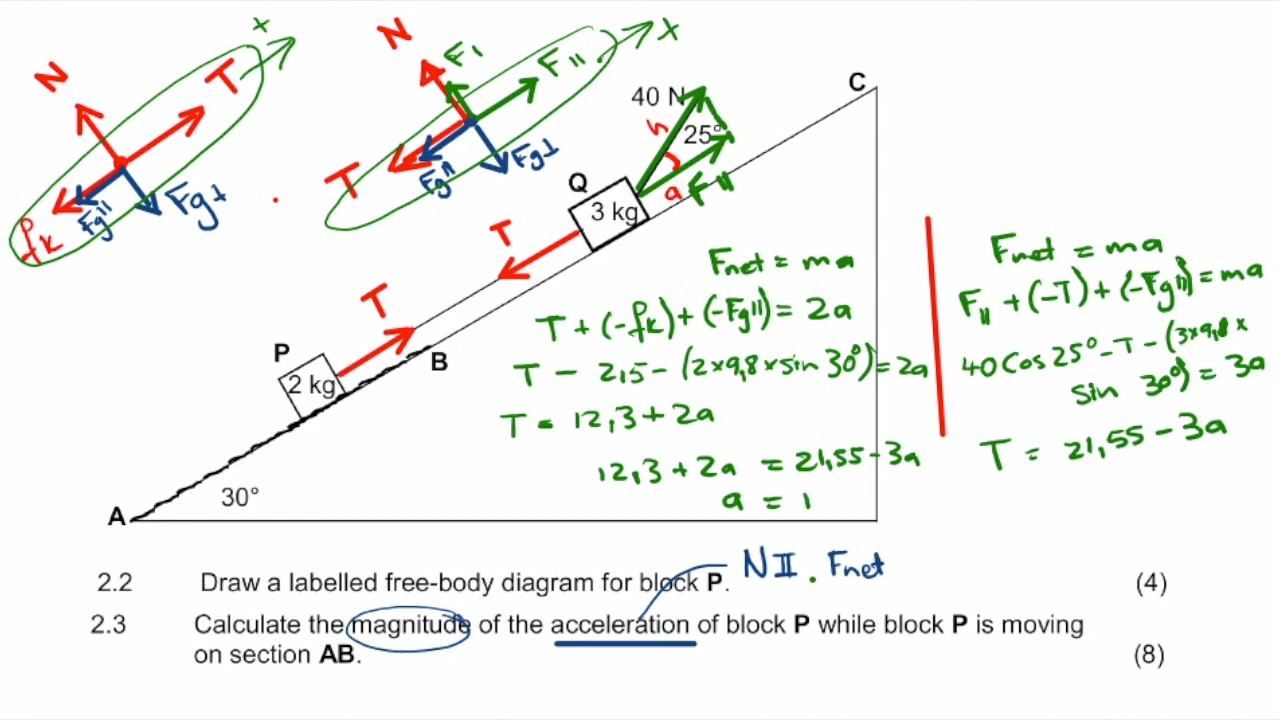 N
T
x
fk
Fg||
Fg⊥
N
F⊥
F||
x
T
Fg||
Fg⊥
C
40 N
h
25°
a
F||
Q
3 kg
T
T
P
2 kg
B
A
30°
Fnet = ma
T + (-fk) + (-Fg||) = 2a
T - 2,5 - (2×9,8×sin 30°) = 2a
T = 12,3 + 2a
12,3 + 2a = 21,55 - 3a
a = 1
Fnet = ma
F|| + (-T) + (-Fg||) = ma
40 Cos 25° - T - (3×9,8×
sin 30°) = 3a
T = 21,55 - 3a
NII . Fnet
2.2 Draw a labelled free-body diagram for block P. (4)
2.3 Calculate the magnitude of the acceleration of block P while block P is moving
on section AB. (8)